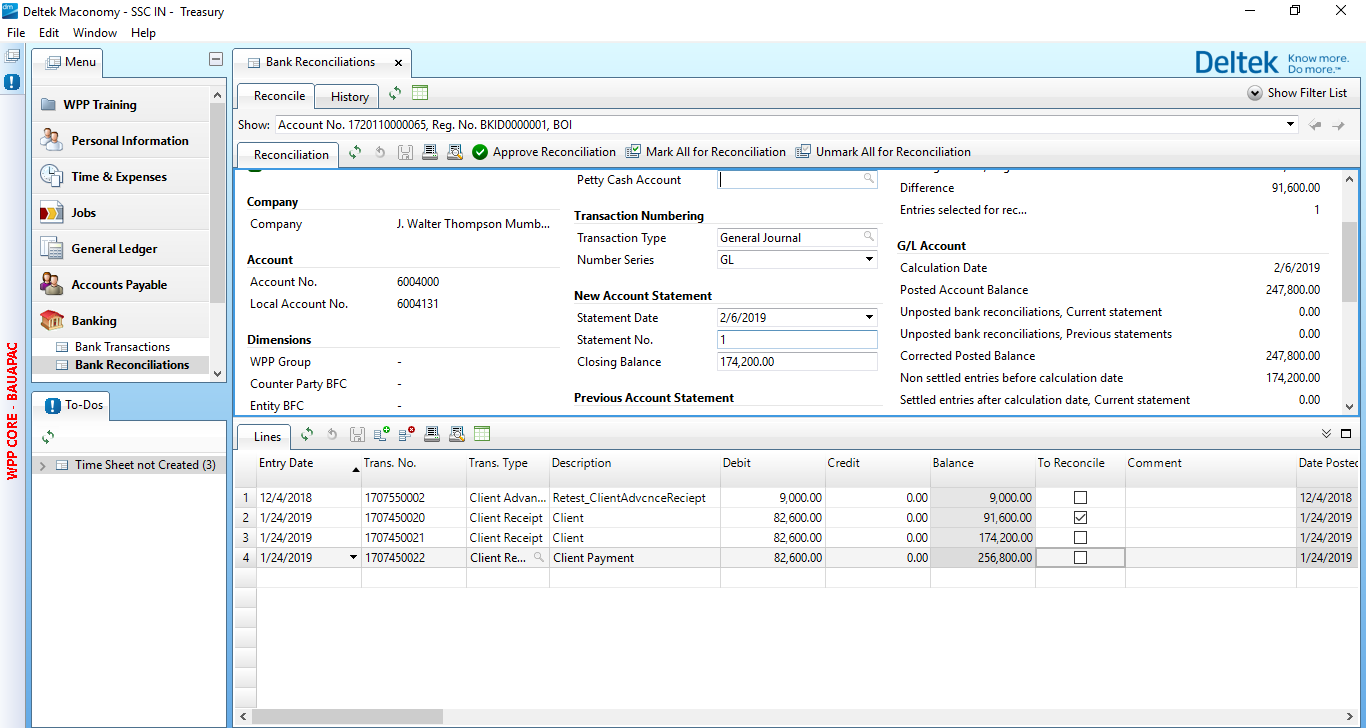 Deltek Maconomy - SSC IN - Treasury
File Edit Window Help
Menu
WPP Training
Personal Information
Time & Expenses
Jobs
General Ledger
Accounts Payable
Banking
Bank Transactions
Bank Reconciliations
To-Dos
Time Sheet not Created (3)
WPP CORE - BAUAPAC
Bank Reconciliations
Deltek Know more. Do more.™
Reconcile History
Show Filter List
Show: Account No. 1720110000065, Reg. No. BKID0000001, BOI
Reconciliation Approve Reconciliation Mark All for Reconciliation Unmark All for Reconciliation
Company
Company J. Walter Thompson Mumb...
Account
Account No. 6004000
Local Account No. 6004131
Dimensions
WPP Group -
Counter Party BFC -
Entity BFC -
Petty Cash Account
Transaction Numbering
Transaction Type General Journal
Number Series GL
New Account Statement
Statement Date 2/6/2019
Statement No. 1
Closing Balance 174,200.00
Previous Account Statement
Difference 91,600.00
Entries selected for rec... 1
G/L Account
Calculation Date 2/6/2019
Posted Account Balance 247,800.00
Unposted bank reconciliations, Current statement 0.00
Unposted bank reconciliations, Previous statements 0.00
Corrected Posted Balance 247,800.00
Non settled entries before calculation date 174,200.00
Settled entries after calculation date, Current statement 0.00
Lines
Entry Date Trans. No. Trans. Type Description Debit Credit Balance To Reconcile Comment Date Posted
1 12/4/2018 1707550002 Client Advan... Retest_ClientAdvcnceReciept 9,000.00 0.00 9,000.00 12/4/2018
2 1/24/2019 1707450020 Client Receipt Client 82,600.00 0.00 91,600.00 1/24/2019
3 1/24/2019 1707450021 Client Receipt Client 82,600.00 0.00 174,200.00 1/24/2019
4 1/24/2019 1707450022 Client Re... Client Payment 82,600.00 0.00 256,800.00 1/24/2019